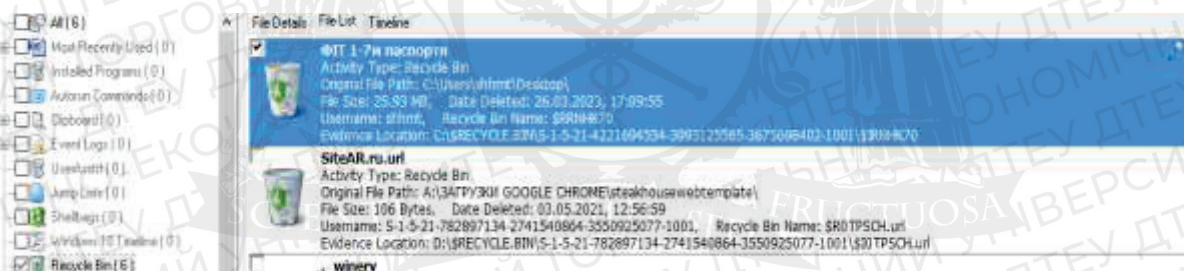 All ( 6 )
Most Recently Used ( 0 )
Installed Programs ( 0 )
Autorun Commands ( 0 )
Clipboard ( 0 )
Event Logs ( 0 )
UserAssist ( 0 )
Jump Lists ( 0 )
Shellbags ( 0 )
Windows 10 Timeline ( 0 )
Recycle Bin ( 6 )
File Details File List Timeline
ФІТ 1-7м паспорти
Activity Type: Recycle Bin
Original File Path: Desktop\
File Size: 25.93 MB, Date Deleted: 26.03.2023, 17:09:55
Username: Recycle Bin Name:
Evidence Location:
SiteAR.ru.url
Activity Type: Recycle Bin
Original File Path: A:\ЗАГРУЗКИ GOOGLE CHROME\steakhousewebtemplate\
File Size: 106 Bytes, Date Deleted: 03.05.2021, 12:56:59
Username: S-1-5-21-782897134-2741540864-3550925077-1001, Recycle Bin Name: $R0TPSCH.url
Evidence Location: D:\$RECYCLE.BIN\S-1-5-21-782897134-2741540864-3550925077-1001\$I0TPSCH.url
winery